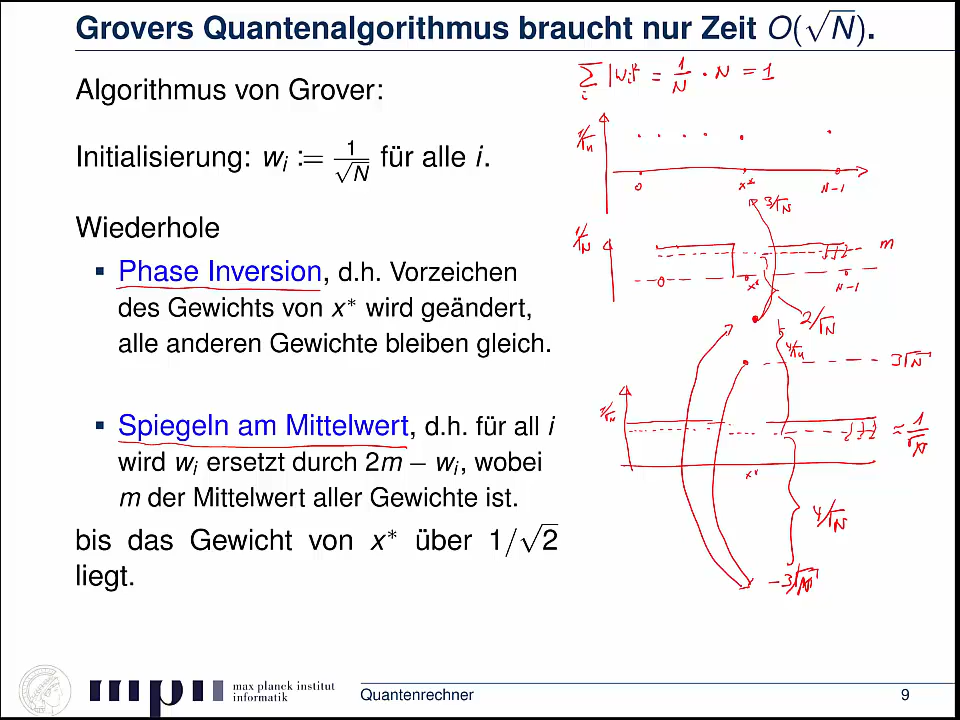 Grovers Quantenalgorithmus braucht nur Zeit O(√N).
Algorithmus von Grover:
Initialisierung: wᵢ := 1/√N für alle i.
Wiederhole
▪ Phase Inversion, d.h. Vorzeichen
des Gewichts von x* wird geändert,
alle anderen Gewichte bleiben gleich.
▪ Spiegeln am Mittelwert, d.h. für all i
wird wᵢ ersetzt durch 2m − wᵢ, wobei
m der Mittelwert aller Gewichte ist.
bis das Gewicht von x* über 1/√2
liegt.
∑ᵢ |wᵢ|² = 1/N · N = 1
0
x*
N-1
3/√N
1/√N
m
0
x*
N-1
2/√N
4/√N
3√N
≈ 1/√N
x*
4/√N
max planck institut
informatik
Quantenrechner
9